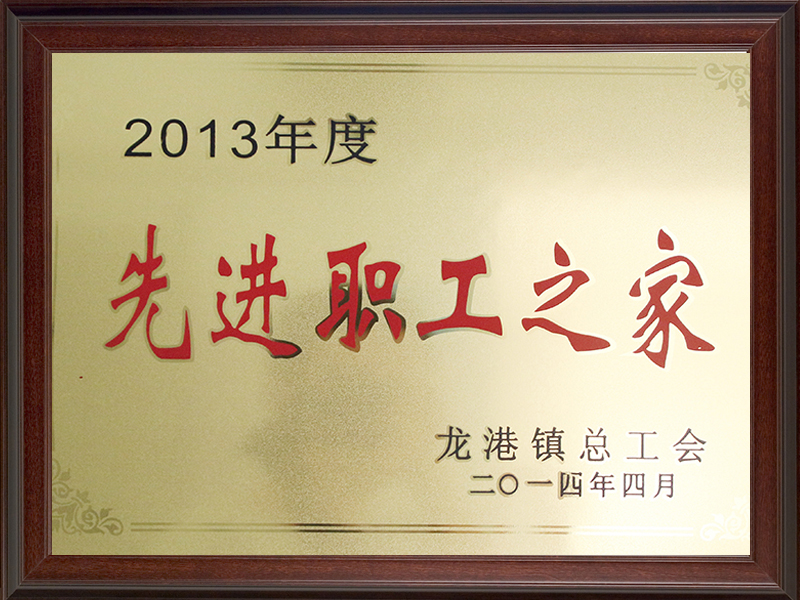 2013年度
先进职工之家
龙港镇总工会
二〇一四年四月